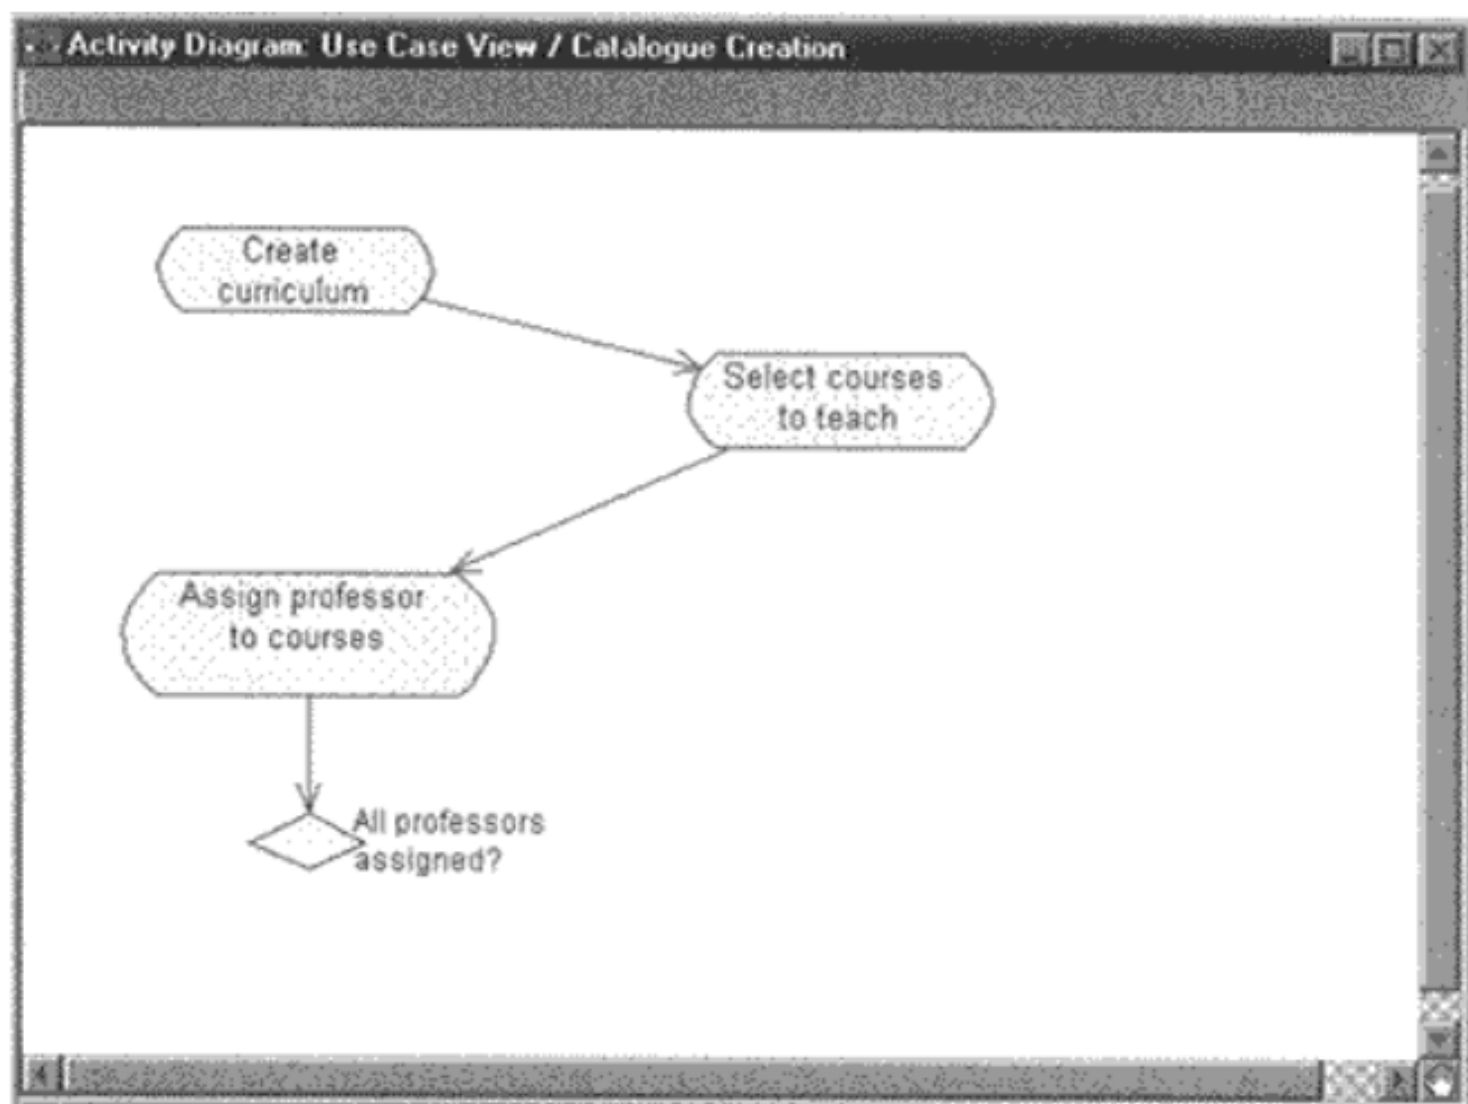 Activity Diagram: Use Case View / Catalogue Creation
Create
curriculum
Select courses
to teach
Assign professor
to courses
All professors
assigned?